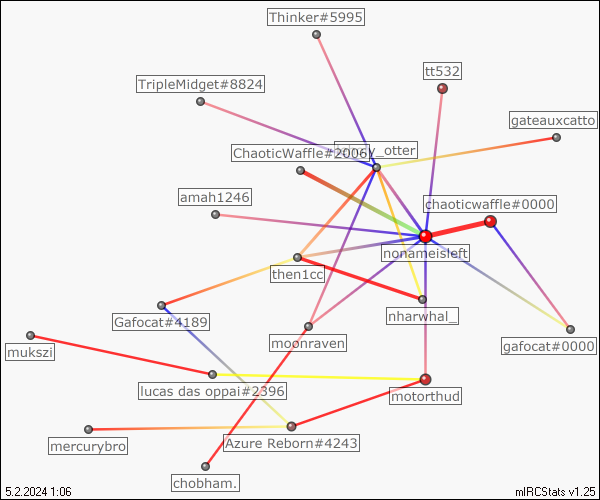 Thinker#5995
tt532
TripleMidget#8824
gateauxcatto
ChaoticWaffle#2006
y_otter
amah1246
chaoticwaffle#0000
nonameisleft
then1cc
nharwhal_
Gafocat#4189
moonraven
gafocat#0000
mukszi
lucas das oppai#2396
motorthud
mercurybro
Azure Reborn#4243
chobham.
5.2.2024 1:06
mIRCStats v1.25